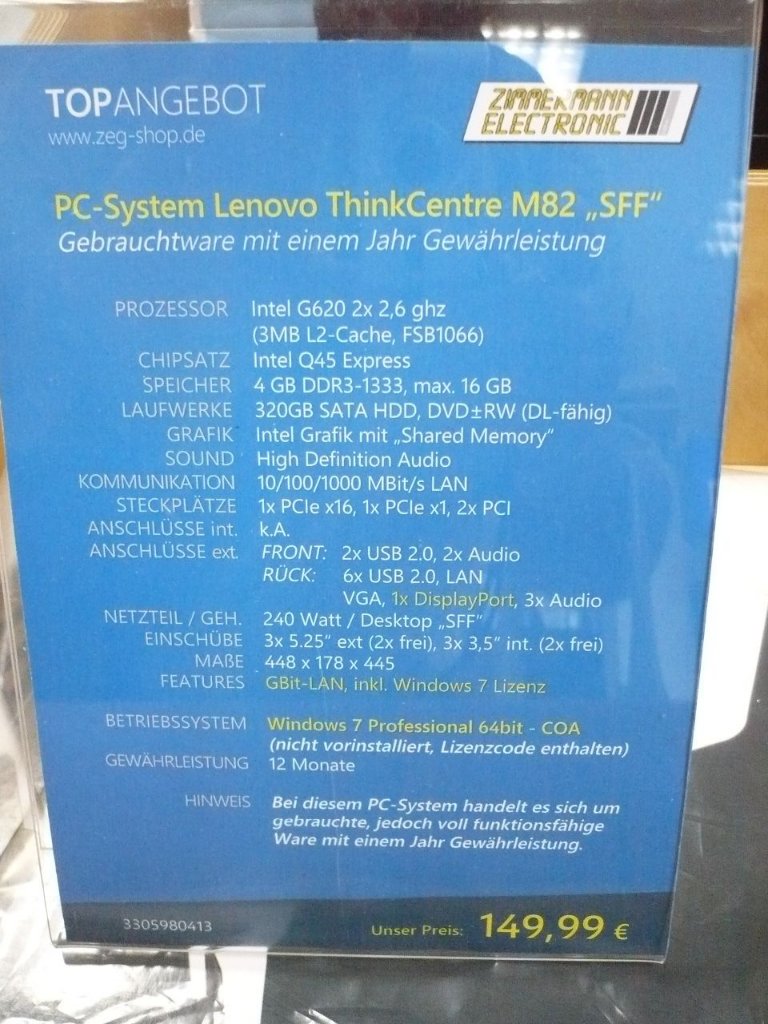 TOPANGEBOT
www.zeg-shop.de
ZIMMERMANN
ELECTRONIC
PC-System Lenovo ThinkCentre M82 „SFF“
Gebrauchtware mit einem Jahr Gewährleistung
PROZESSOR Intel G620 2x 2,6 ghz
(3MB L2-Cache, FSB1066)
CHIPSATZ Intel Q45 Express
SPEICHER 4 GB DDR3-1333, max. 16 GB
LAUFWERKE 320GB SATA HDD, DVD±RW (DL-fähig)
GRAFIK Intel Grafik mit „Shared Memory“
SOUND High Definition Audio
KOMMUNIKATION 10/100/1000 MBit/s LAN
STECKPLÄTZE 1x PCIe x16, 1x PCIe x1, 2x PCI
ANSCHLÜSSE int. k.A.
ANSCHLÜSSE ext. FRONT: 2x USB 2.0, 2x Audio
RÜCK: 6x USB 2.0, LAN
VGA, 1x DisplayPort, 3x Audio
NETZTEIL / GEH. 240 Watt / Desktop „SFF“
EINSCHÜBE 3x 5.25“ ext (2x frei), 3x 3,5“ int. (2x frei)
MAßE 448 x 178 x 445
FEATURES GBit-LAN, inkl. Windows 7 Lizenz
BETRIEBSSYSTEM Windows 7 Professional 64bit - COA
(nicht vorinstalliert, Lizenzcode enthalten)
GEWÄHRLEISTUNG 12 Monate
HINWEIS Bei diesem PC-System handelt es sich um
gebrauchte, jedoch voll funktionsfähige
Ware mit einem Jahr Gewährleistung.
3305980413 Unser Preis: 149,99 €